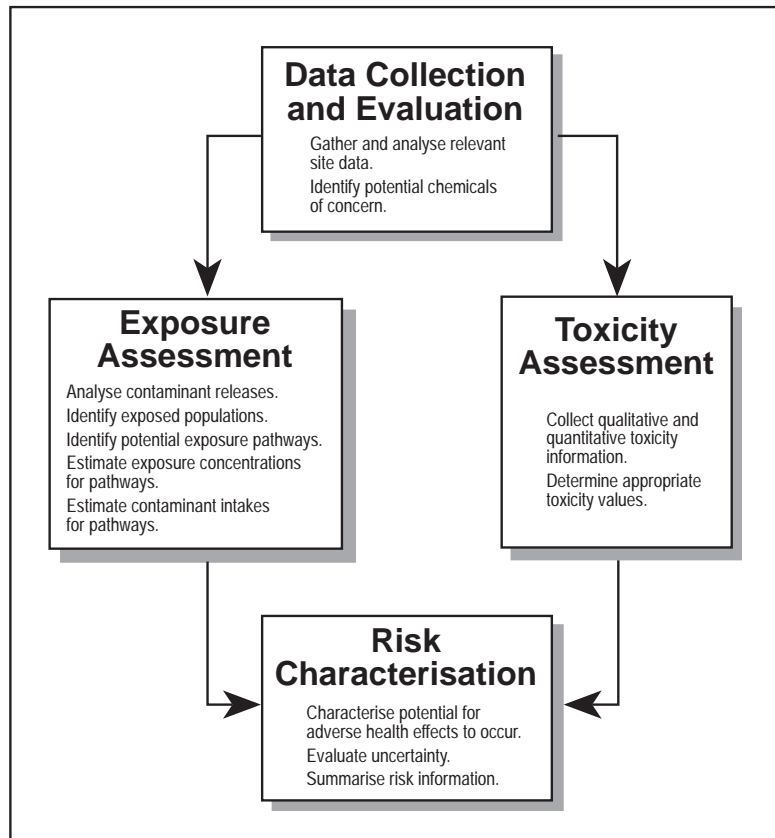 Data Collection
and Evaluation
Gather and analyse relevant
site data.
Identify potential chemicals
of concern.
Exposure
Assessment
Analyse contaminant releases.
Identify exposed populations.
Identify potential exposure pathways.
Estimate exposure concentrations
for pathways.
Estimate contaminant intakes
for pathways.
Toxicity
Assessment
Collect qualitative and
quantitative toxicity
information.
Determine appropriate
toxicity values.
Risk
Characterisation
Characterise potential for
adverse health effects to occur.
Evaluate uncertainty.
Summarise risk information.